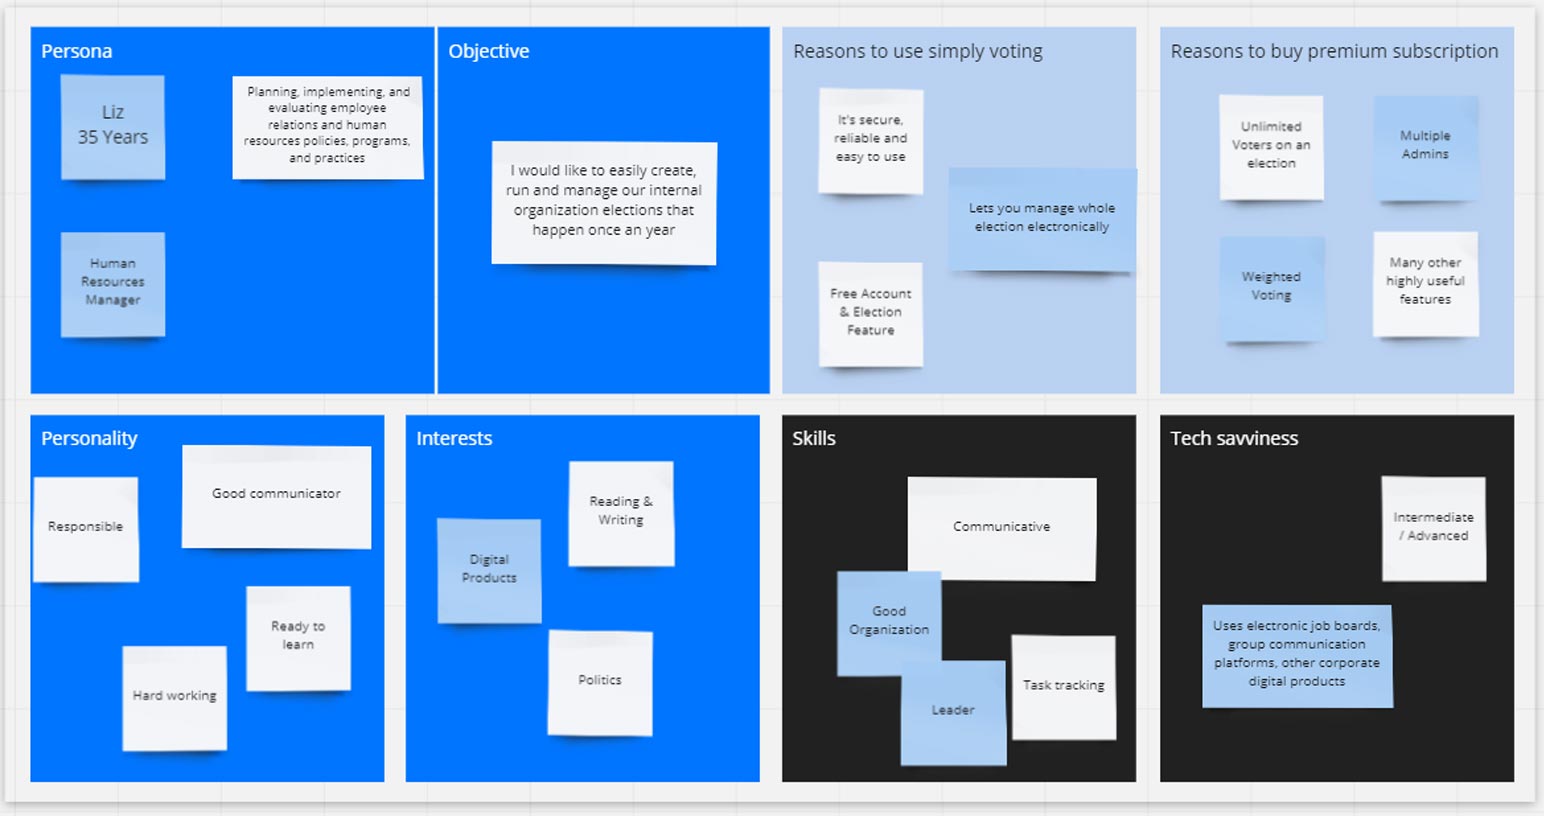 Persona
Liz
35 Years
Planning, implementing, and
evaluating employee
relations and human
resources policies, programs,
and practices
Human
Resources
Manager
Objective
I would like to easily create,
run and manage our internal
organization elections that
happen once an year
Reasons to use simply voting
It's secure,
reliable and
easy to use
Lets you manage whole
election electronically
Free Account
& Election
Feature
Reasons to buy premium subscription
Unlimited
Voters on an
election
Multiple
Admins
Weighted
Voting
Many other
highly useful
features
Personality
Responsible
Good communicator
Ready to
learn
Hard working
Interests
Reading &
Writing
Digital
Products
Politics
Skills
Communicative
Good
Organization
Leader
Task tracking
Tech savviness
Intermediate
/ Advanced
Uses electronic job boards,
group communication
platforms, other corporate
digital products